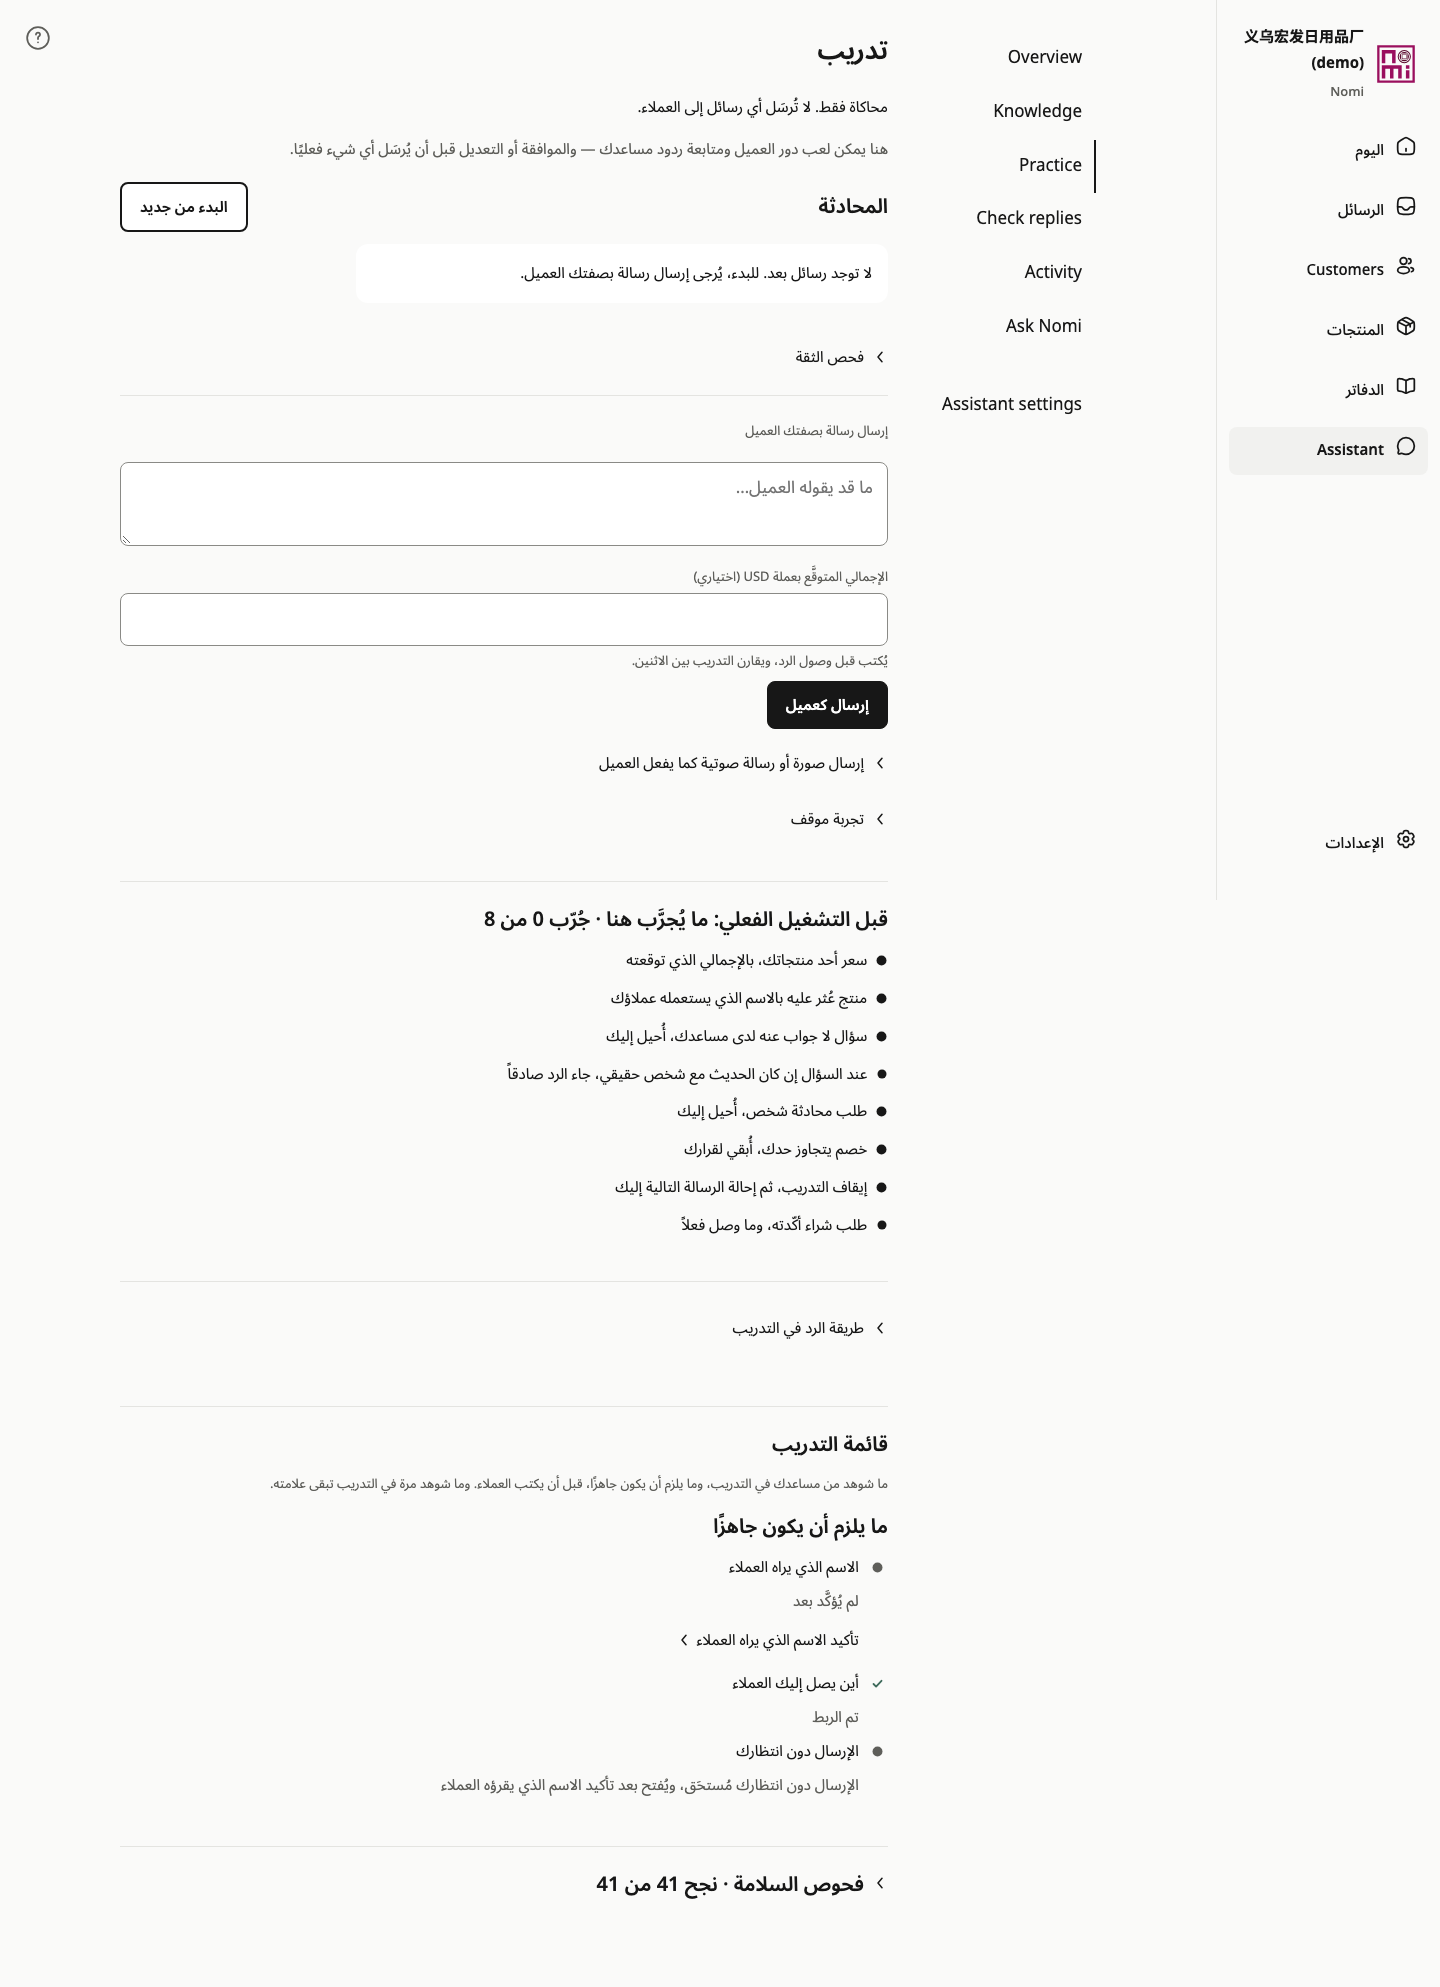 义乌宏发日用品厂
(demo)
Nomi
اليوم
الرسائل
Customers
المنتجات
الدفاتر
Assistant
الإعدادات
Overview
Knowledge
Practice
Check replies
Activity
Ask Nomi
Assistant settings
تدريب
محاكاة فقط. لا تُرسَل أي رسائل إلى العملاء.
هنا يمكن لعب دور العميل ومتابعة ردود مساعدك — والموافقة أو التعديل قبل أن يُرسَل أي شيء فعليًا.
المحادثة
البدء من جديد
لا توجد رسائل بعد. للبدء، يُرجى إرسال رسالة بصفتك العميل.
فحص الثقة
إرسال رسالة بصفتك العميل
ما قد يقوله العميل...
الإجمالي المتوقَّع بعملة USD (اختياري)
يُكتب قبل وصول الرد، ويقارن التدريب بين الاثنين.
إرسال كعميل
إرسال صورة أو رسالة صوتية كما يفعل العميل
تجربة موقف
قبل التشغيل الفعلي: ما يُجرَّب هنا · جُرّب 0 من 8
سعر أحد منتجاتك، بالإجمالي الذي توقعته
منتج عُثر عليه بالاسم الذي يستعمله عملاؤك
سؤال لا جواب عنه لدى مساعدك، أُحيل إليك
عند السؤال إن كان الحديث مع شخص حقيقي، جاء الرد صادقاً
طلب محادثة شخص، أُحيل إليك
خصم يتجاوز حدك، أُبقي لقرارك
إيقاف التدريب، ثم إحالة الرسالة التالية إليك
طلب شراء أكّدته، وما وصل فعلاً
طريقة الرد في التدريب
قائمة التدريب
ما شوهد من مساعدك في التدريب، وما يلزم أن يكون جاهزًا، قبل أن يكتب العملاء. وما شوهد مرة في التدريب تبقى علامته.
ما يلزم أن يكون جاهزًا
الاسم الذي يراه العملاء
لم يُؤكَّد بعد
تأكيد الاسم الذي يراه العملاء
أين يصل إليك العملاء
تم الربط
الإرسال دون انتظارك
الإرسال دون انتظارك مُستحَق، ويُفتح بعد تأكيد الاسم الذي يقرؤه العملاء
فحوص السلامة · نجح 41 من 41